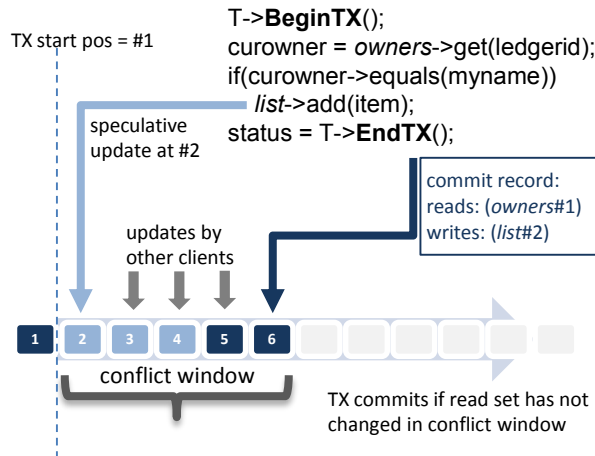 T->BeginTX();
TX start pos = #1
curowner = owners->get(ledgerid);
if(curowner->equals(myname))
list->add(item);
status = T->EndTX();
speculative
update at #2
commit record:
reads: (owners#1)
writes: (list#2)
updates by
other clients
1 2 3 4 5 6
conflict window
TX commits if read set has not
changed in conflict window